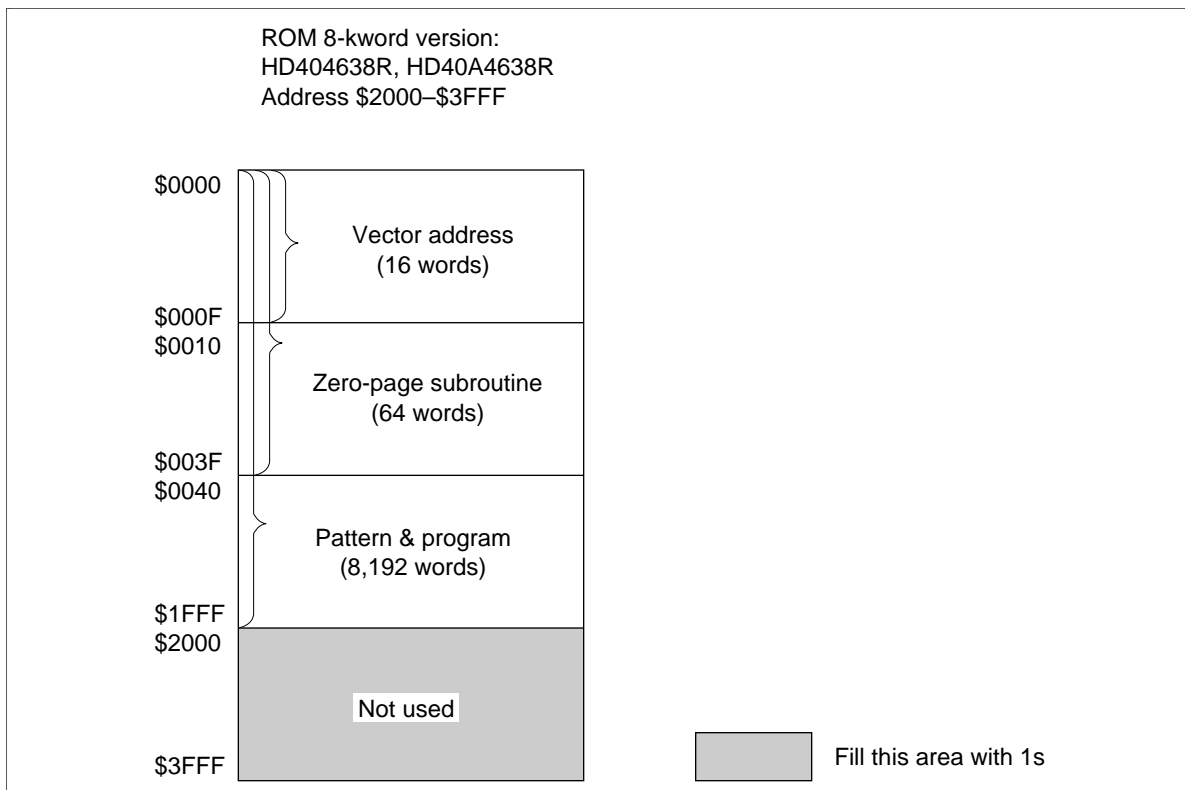 ROM 8-kword version:
HD404638R, HD40A4638R
Address $2000–$3FFF
$0000
Vector address
(16 words)
$000F
$0010
Zero-page subroutine
(64 words)
$003F
$0040
Pattern & program
(8,192 words)
$1FFF
$2000
Not used
$3FFF
Fill this area with 1s